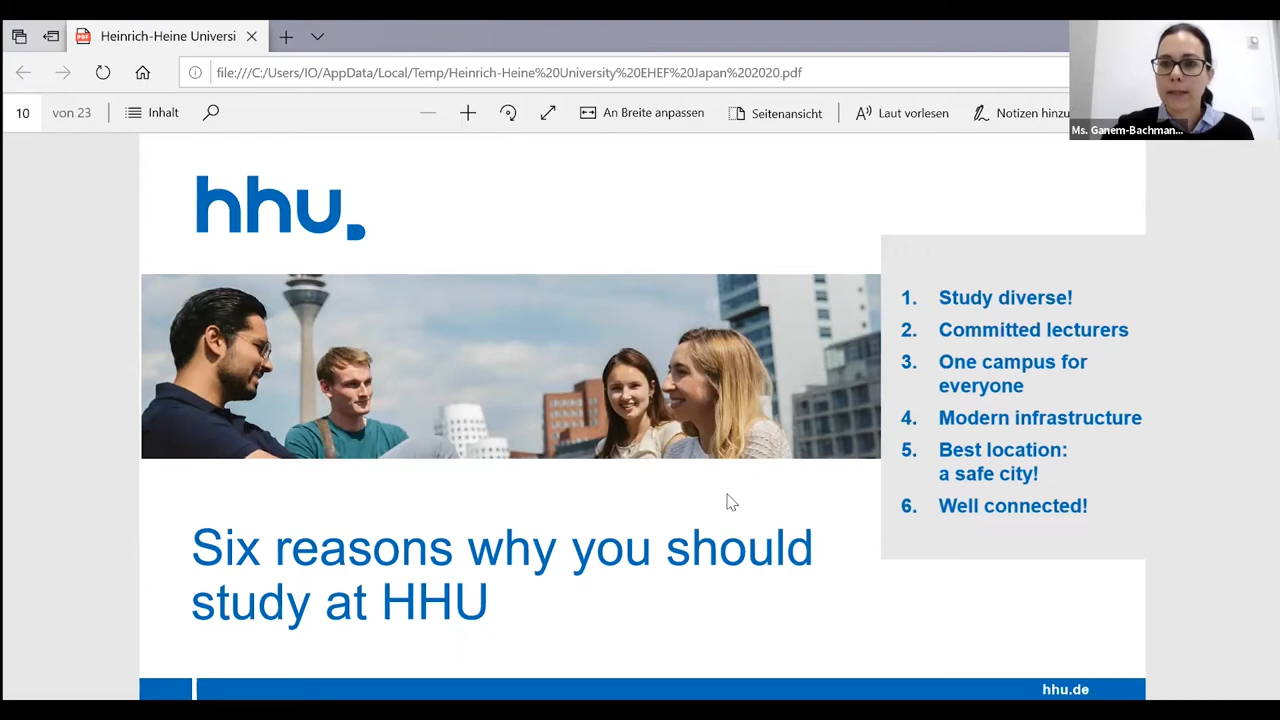 Heinrich-Heine Universi
file:///C:/Users/IO/AppData/Local/Temp/Heinrich-Heine%20University%20EHEF%20Japan%202020.pdf
10 von 23 Inhalt An Breite anpassen Seitenansicht Laut vorlesen Notizen hinzu
Ms. Ganem-Bachman...
hhu.
1. Study diverse!
2. Committed lecturers
3. One campus for
everyone
4. Modern infrastructure
5. Best location:
a safe city!
6. Well connected!
Six reasons why you should
study at HHU
hhu.de